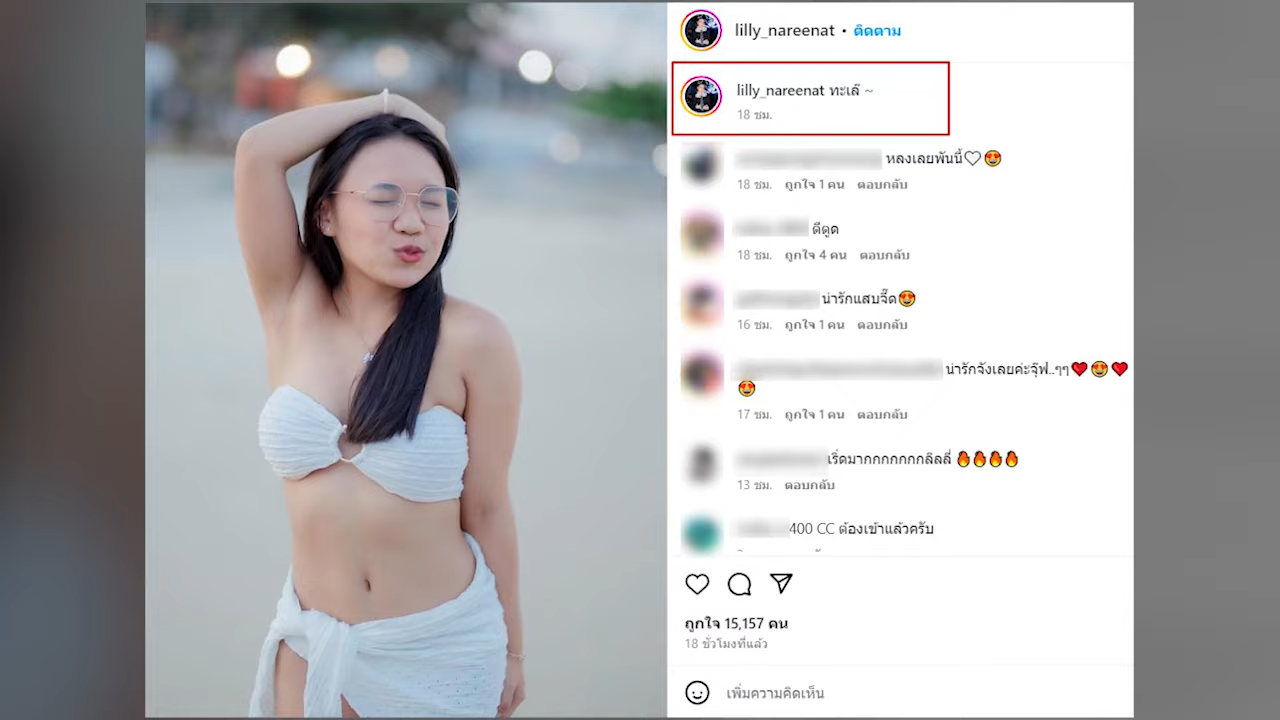 lilly_nareenat • ติดตาม
lilly_nareenat ทะเล๊ ~
18 ชม.
หลงเลยพันนี้🤍😍
18 ชม. ถูกใจ 1 คน ตอบกลับ
ดีดูด
18 ชม. ถูกใจ 4 คน ตอบกลับ
น่ารักแสบจี๊ด😍
16 ชม. ถูกใจ 1 คน ตอบกลับ
น่ารักจังเลยค่ะจุ๊ฟ..ๆๆ❤️😍❤️
😍
17 ชม. ถูกใจ 1 คน ตอบกลับ
เริ่ดมากกกกกกกลิลลี่ 🔥🔥🔥🔥
13 ชม. ตอบกลับ
400 CC ต้องเข้าแล้วครับ
ถูกใจ 15,157 คน
18 ชั่วโมงที่แล้ว
เพิ่มความคิดเห็น